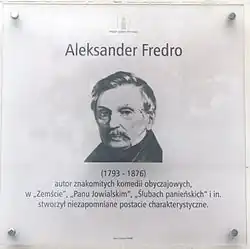 Aleksander Fredro
(1793 - 1876)
autor znakomitych komedii obyczajowych,
w „Zemście”, „Panu Jowialskim”, „Ślubach panieńskich” i in.
stworzył niezapomniane postacie charakterystyczne.